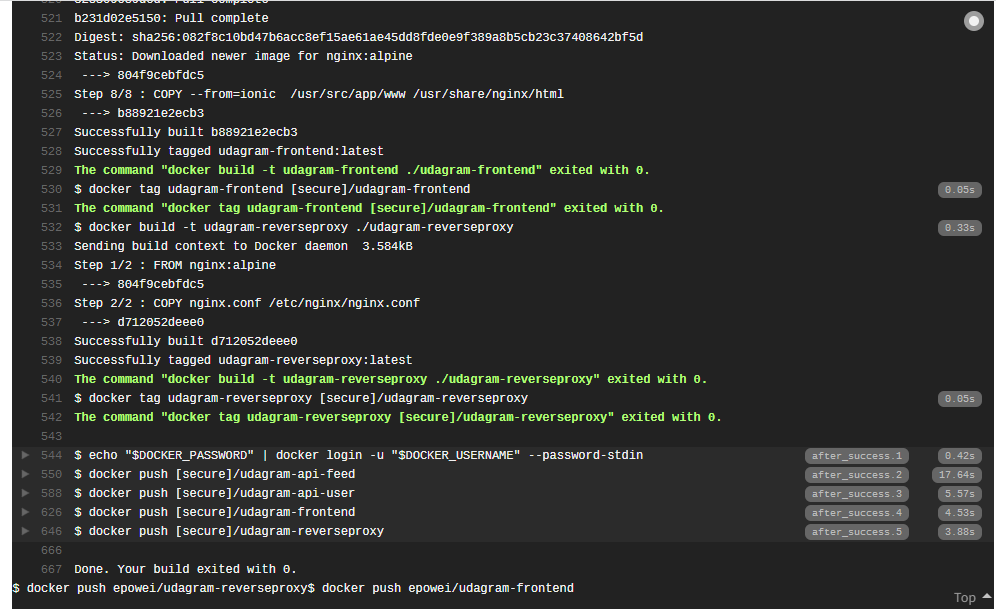 521 b231d02e5150: Pull complete
522 Digest: sha256:082f8c10bd47b6acc8ef15ae61ae45dd8fde0e9f389a8b5cb23c37408642bf5d
523 Status: Downloaded newer image for nginx:alpine
524 ---> 804f9cebfdc5
525 Step 8/8 : COPY --from=ionic  /usr/src/app/www /usr/share/nginx/html
526 ---> b88921e2ecb3
527 Successfully built b88921e2ecb3
528 Successfully tagged udagram-frontend:latest
529 The command "docker build -t udagram-frontend ./udagram-frontend" exited with 0.
530 $ docker tag udagram-frontend [secure]/udagram-frontend 0.05s
531 The command "docker tag udagram-frontend [secure]/udagram-frontend" exited with 0.
532 $ docker build -t udagram-reverseproxy ./udagram-reverseproxy 0.33s
533 Sending build context to Docker daemon  3.584kB
534 Step 1/2 : FROM nginx:alpine
535 ---> 804f9cebfdc5
536 Step 2/2 : COPY nginx.conf /etc/nginx/nginx.conf
537 ---> d712052deee0
538 Successfully built d712052deee0
539 Successfully tagged udagram-reverseproxy:latest
540 The command "docker build -t udagram-reverseproxy ./udagram-reverseproxy" exited with 0.
541 $ docker tag udagram-reverseproxy [secure]/udagram-reverseproxy 0.05s
542 The command "docker tag udagram-reverseproxy [secure]/udagram-reverseproxy" exited with 0.
543
544 $ echo "$DOCKER_PASSWORD" | docker login -u "$DOCKER_USERNAME" --password-stdin after_success.1 0.42s
550 $ docker push [secure]/udagram-api-feed after_success.2 17.64s
588 $ docker push [secure]/udagram-api-user after_success.3 5.57s
626 $ docker push [secure]/udagram-frontend after_success.4 4.53s
646 $ docker push [secure]/udagram-reverseproxy after_success.5 3.88s
666
667 Done. Your build exited with 0.
$ docker push epowei/udagram-reverseproxy$ docker push epowei/udagram-frontend
Top